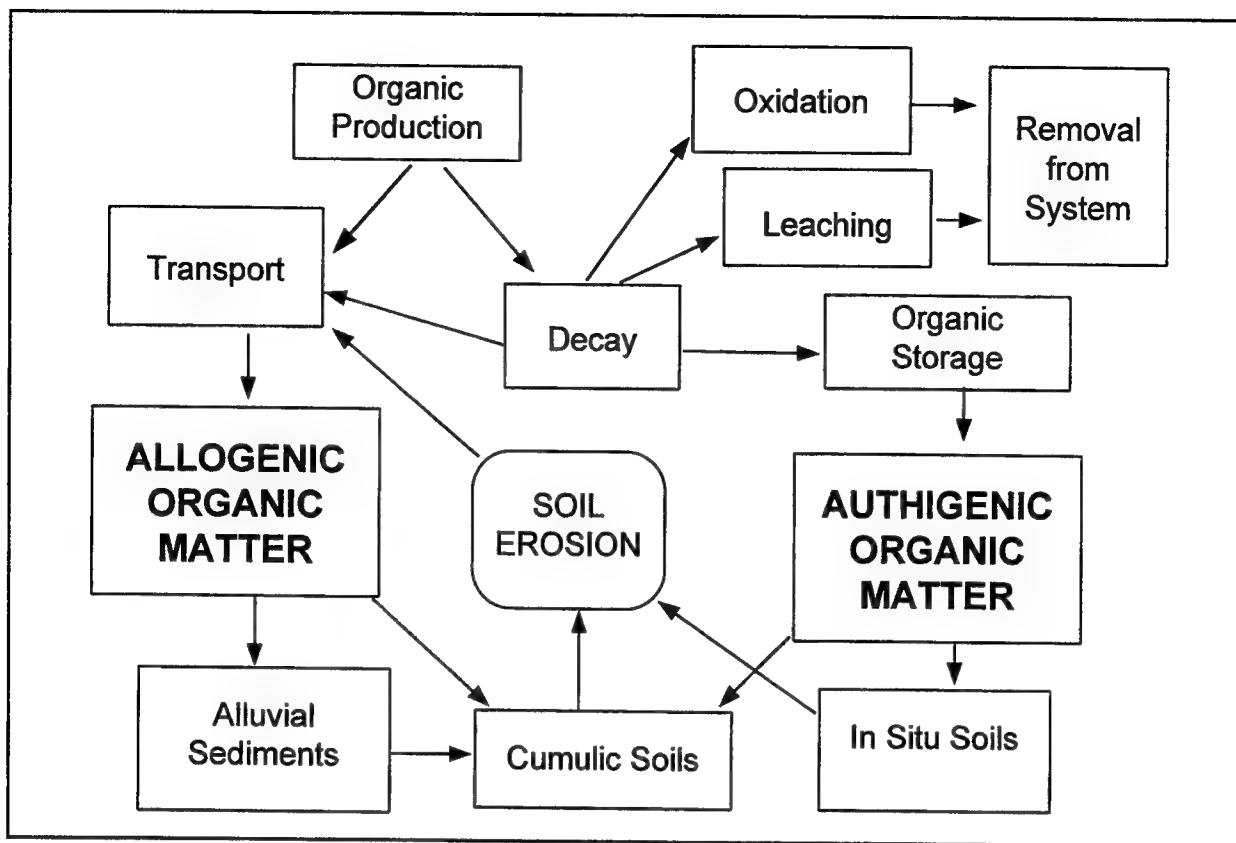 Organic
Production
Oxidation
Removal
from
System
Leaching
Transport
Decay
Organic
Storage
ALLOGENIC
ORGANIC
MATTER
SOIL
EROSION
AUTHIGENIC
ORGANIC
MATTER
Alluvial
Sediments
Cumulic Soils
In Situ Soils